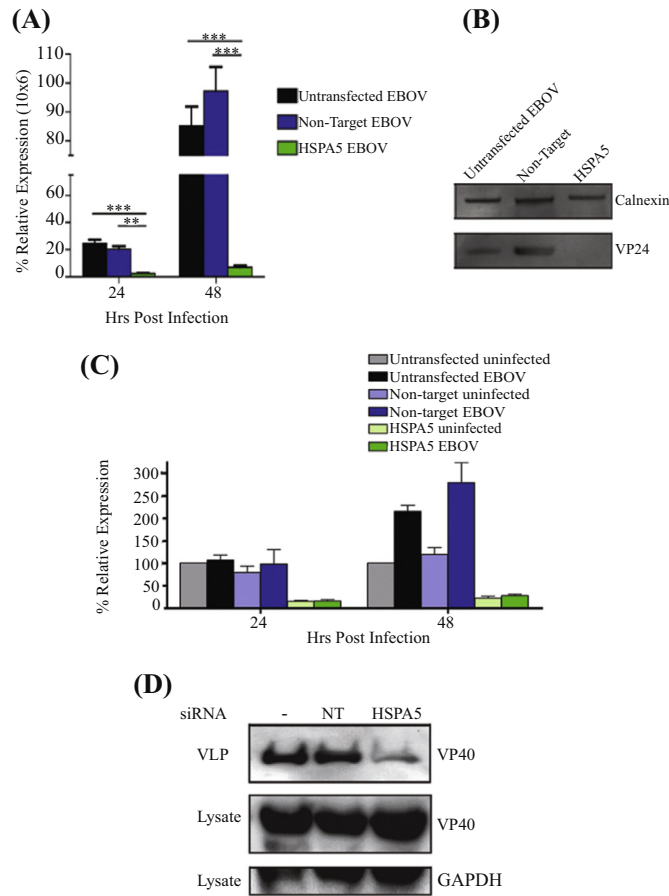 (A)
***
***
% Relative Expression (10x6)
110
100
90
80
60
40
20
0
***
**
24
48
Hrs Post Infection
Untransfected EBOV
Non-Target EBOV
HSPA5 EBOV
(B)
Untransfected EBOV
Non-Target
HSPA5
Calnexin
VP24
(C)
Untransfected uninfected
Untransfected EBOV
Non-target uninfected
Non-target EBOV
HSPA5 uninfected
HSPA5 EBOV
% Relative Expression
300
250
200
150
100
50
0
24
48
Hrs Post Infection
(D)
siRNA - NT HSPA5
VLP VP40
Lysate VP40
Lysate GAPDH